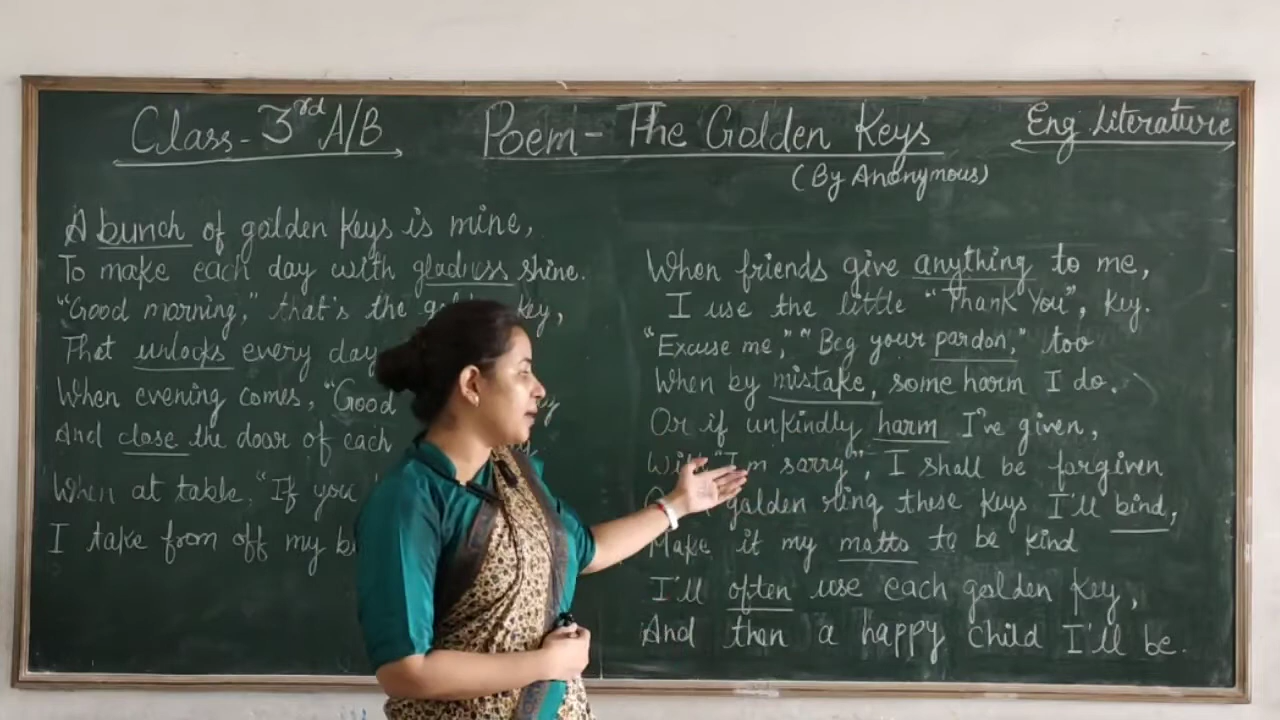 Class - 3rd A/B
Poem - The Golden Keys
Eng Literature
(By Anonymous)
A bunch of golden keys is mine,
To make each day with gladness shine.
"Good morning," that's the key,
That unlocks every day
When evening comes, "Good
And close the door of each
When at table, "If you
I take from off my
When friends give anything to me,
I use the little "Thank You", key.
"Excuse me," "Beg your pardon," too
When by mistake, some harm I do.
Or if unkindly harm I've given,
With "I'm sorry", I shall be forgiven
golden ring these keys I'll bind,
Make it my motto to be kind
I'll often use each golden key,
And then a happy child I'll be.